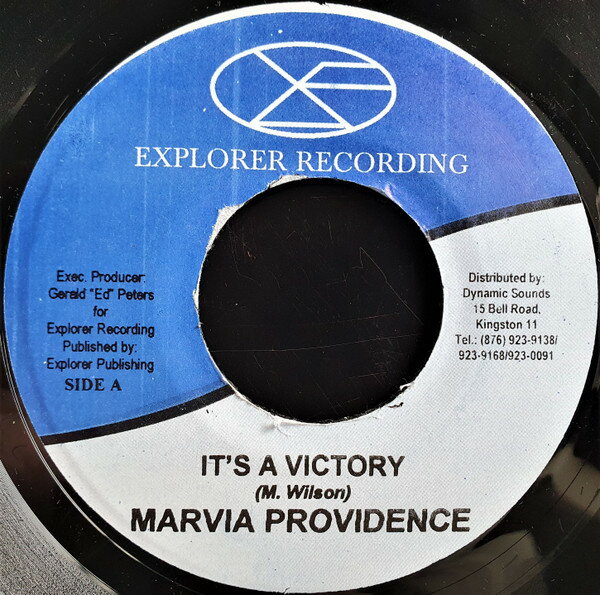 EXPLORER RECORDING
Exec. Producer:
Gerald "Ed" Peters
for
Explorer Recording
Published by:
Explorer Publishing
SIDE A
Distributed by:
Dynamic Sounds
15 Bell Road,
Kingston 11
Tel.: (876) 923-9138/
923-9168/923-0091
IT'S A VICTORY
(M. Wilson)
MARVIA PROVIDENCE